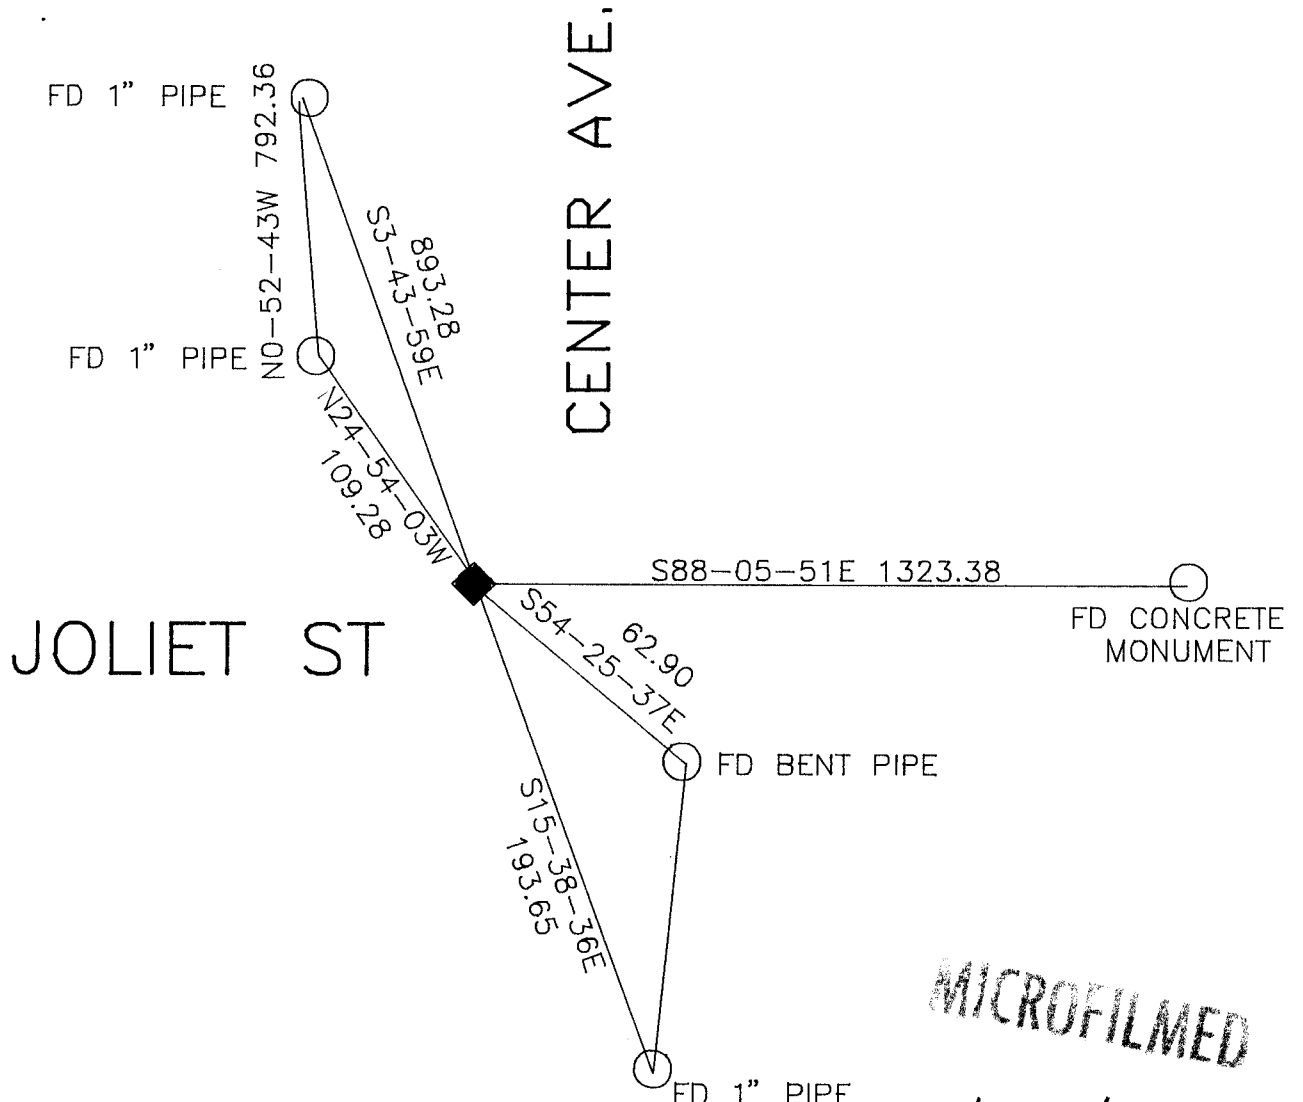 CENTER AVE.
FD 1" PIPE
N0-52-43W 792.36
893.28
S3-43-59E
FD 1" PIPE
N24-54-03W
109.28
S88-05-51E 1323.38
FD CONCRETE
MONUMENT
JOLIET ST
62.90
S54-25-37E
FD BENT PIPE
S15-38-36E
193.65
MICROFILMED
FD 1" PIPE